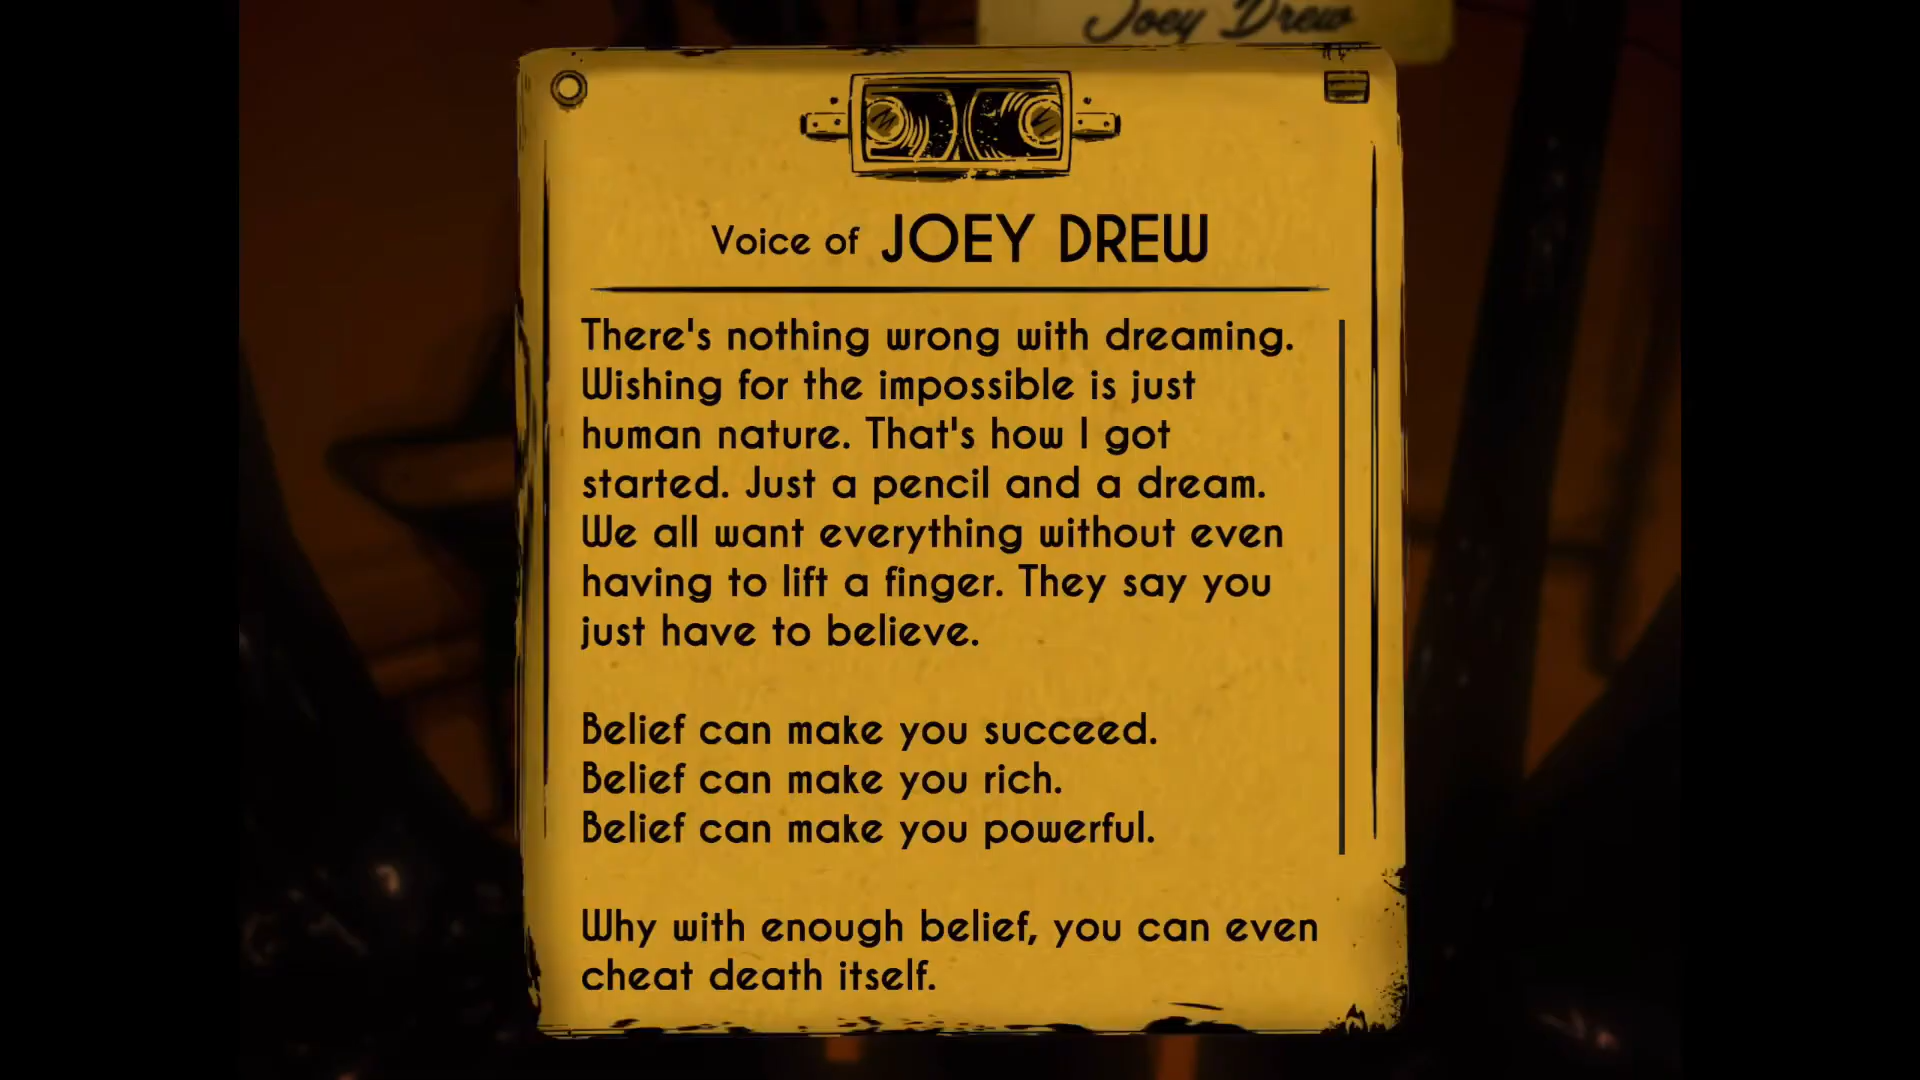 Joey Drew
Voice of JOEY DREW
There's nothing wrong with dreaming.
Wishing for the impossible is just
human nature. That's how I got
started. Just a pencil and a dream.
We all want everything without even
having to lift a finger. They say you
just have to believe.
Belief can make you succeed.
Belief can make you rich.
Belief can make you powerful.
Why with enough belief, you can even
cheat death itself.